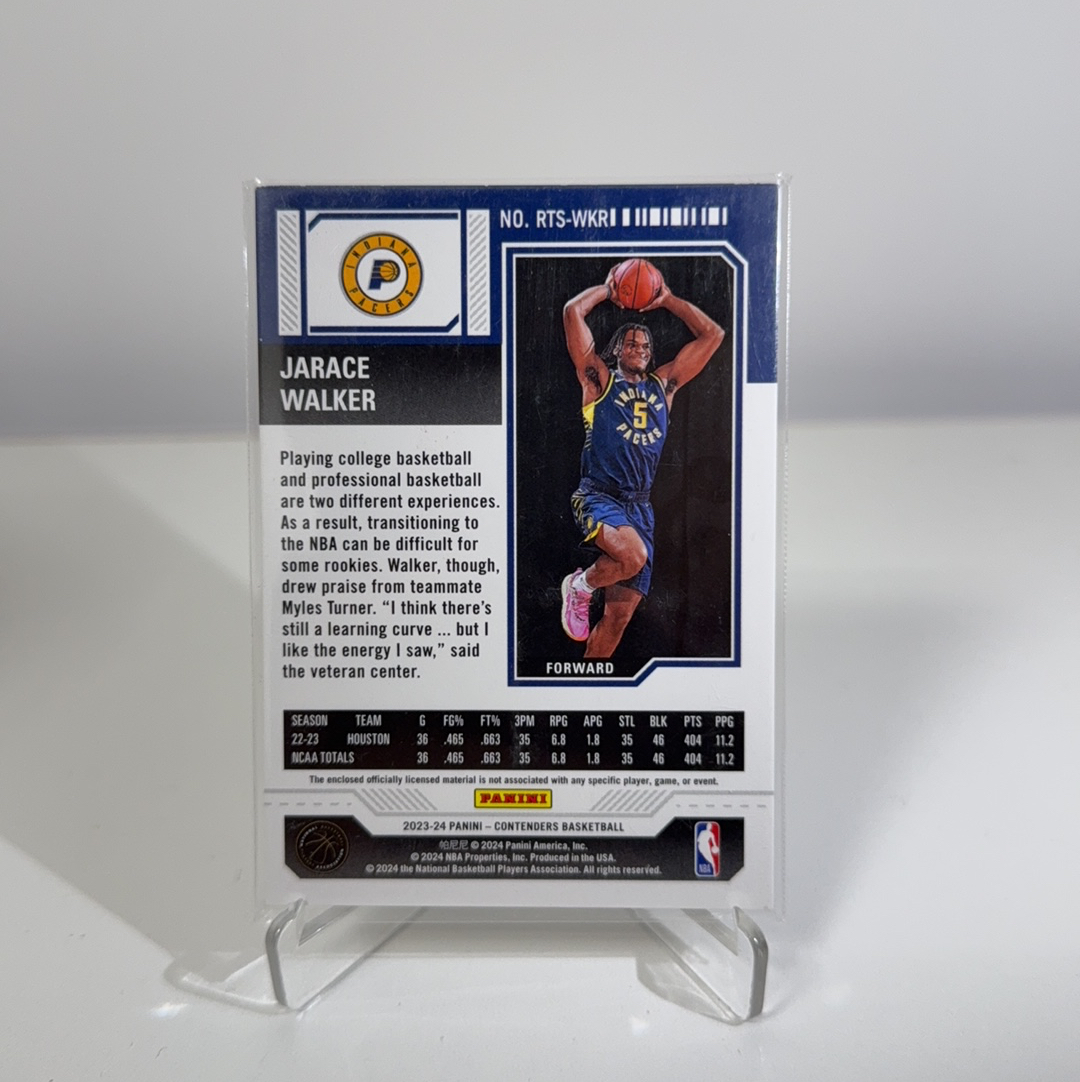 NO. RTS-WKR
INDIANA
PACERS
JARACE
WALKER
INDIANA
5
PACERS
Playing college basketball
and professional basketball
are two different experiences.
As a result, transitioning to
the NBA can be difficult for
some rookies. Walker, though,
drew praise from teammate
Myles Turner. “I think there’s
still a learning curve ... but I
like the energy I saw,” said
the veteran center.
FORWARD
SEASON TEAM G FG% FT% 3PM RPG APG STL BLK PTS PPG
22-23 HOUSTON 36 .465 .663 35 6.8 1.8 35 46 404 11.2
NCAA TOTALS 36 .465 .663 35 6.8 1.8 35 46 404 11.2
The enclosed officially licensed material is not associated with any specific player, game, or event.
PANINI
2023-24 PANINI – CONTENDERS BASKETBALL
帕尼尼 © 2024 Panini America, Inc.
© 2024 NBA Properties, Inc. Produced in the USA.
© 2024 the National Basketball Players Association. All rights reserved.
NBA